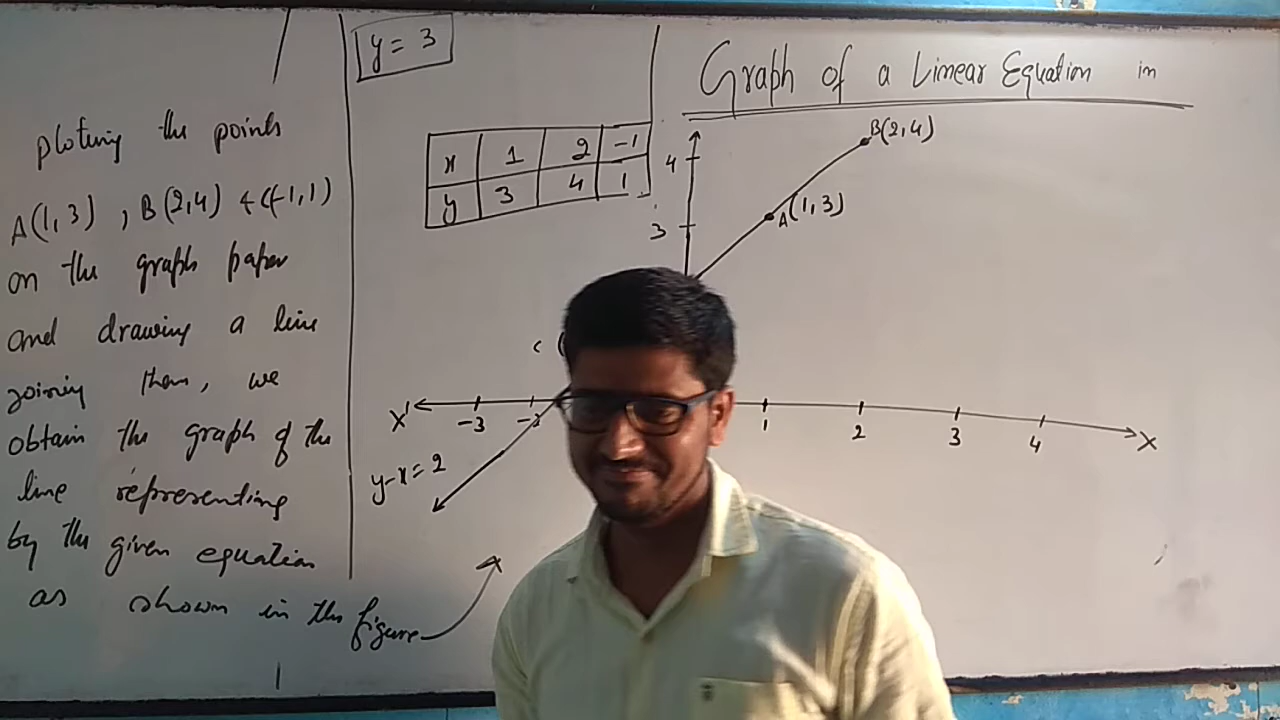 ploting the points
A(1,3) , B(2,4) & C(-1,1)
on the graph paper
and drawing a line
joining them, we
obtain the graph of the
line representing
by the given equation
as shown in the figure
y = 3
x 1 2 -1
y 3 4 1
Graph of a Linear Equation in
B(2,4)
4
A(1,3)
3
C (
X' -3 1 2 3 4 X
y-x=2